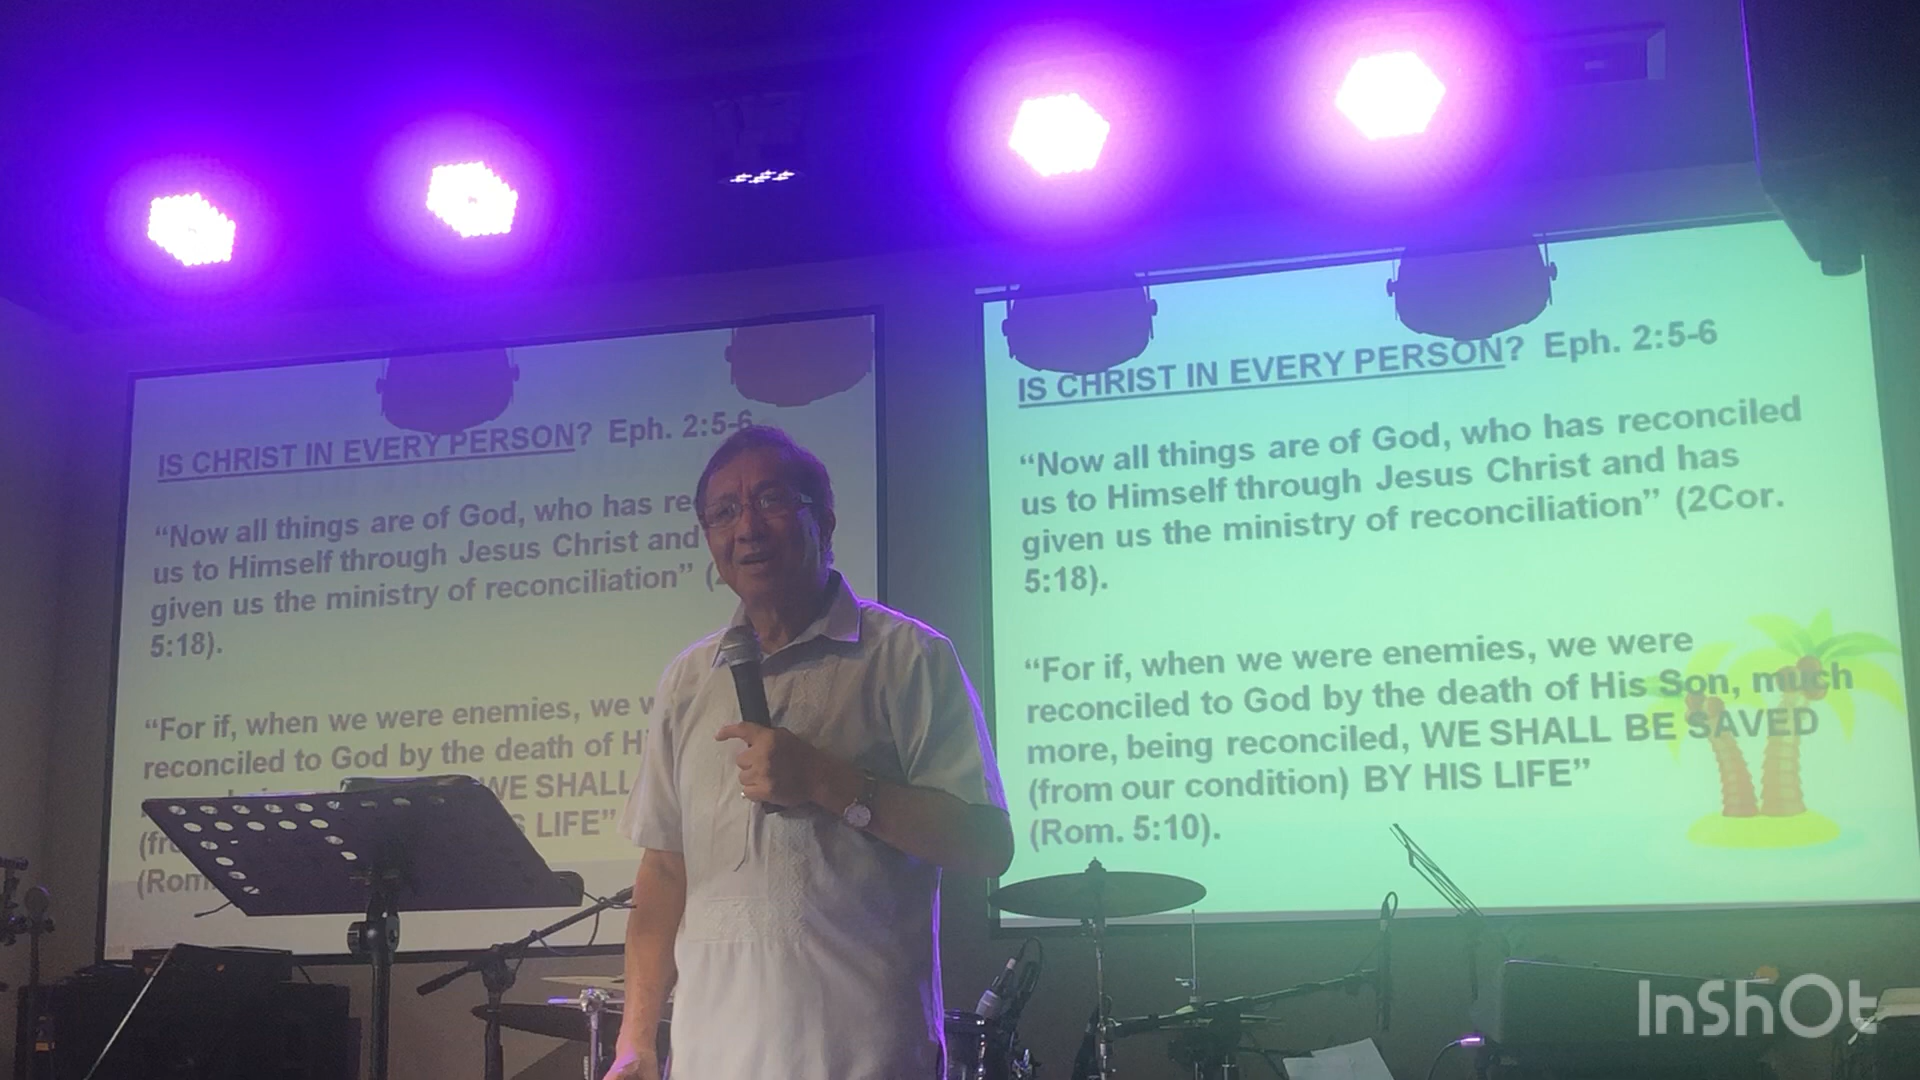 IS CHRIST IN EVERY PERSON? Eph. 2:5-6
“Now all things are of God, who has re
us to Himself through Jesus Christ and
given us the ministry of reconciliation” (
5:18).
“For if, when we were enemies, we w
reconciled to God by the death of Hi
WE SHALL
S LIFE”
(Rom.
IS CHRIST IN EVERY PERSON? Eph. 2:5-6
“Now all things are of God, who has reconciled
us to Himself through Jesus Christ and has
given us the ministry of reconciliation” (2Cor.
5:18).
“For if, when we were enemies, we were
reconciled to God by the death of His Son, much
more, being reconciled, WE SHALL BE SAVED
(from our condition) BY HIS LIFE”
(Rom. 5:10).
InShOt